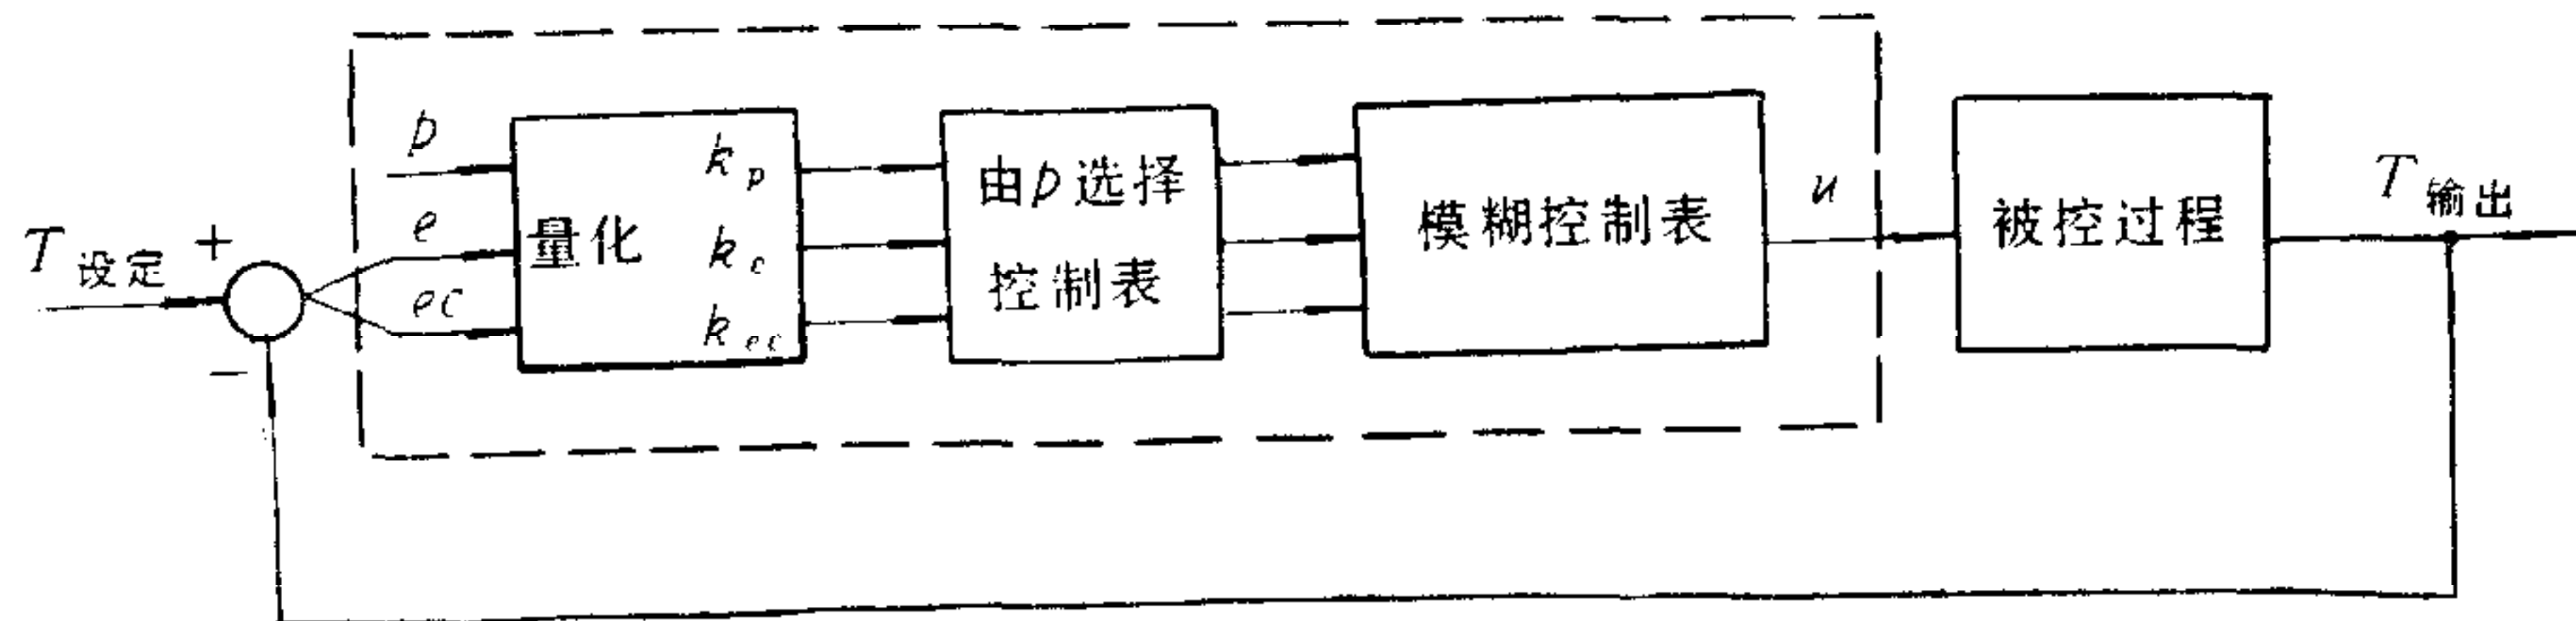 T 设定
+
−
p
e
ec
量化
k p
k e
k ec
由p选择
控制表
模糊控制表
u
被控过程
T 输出